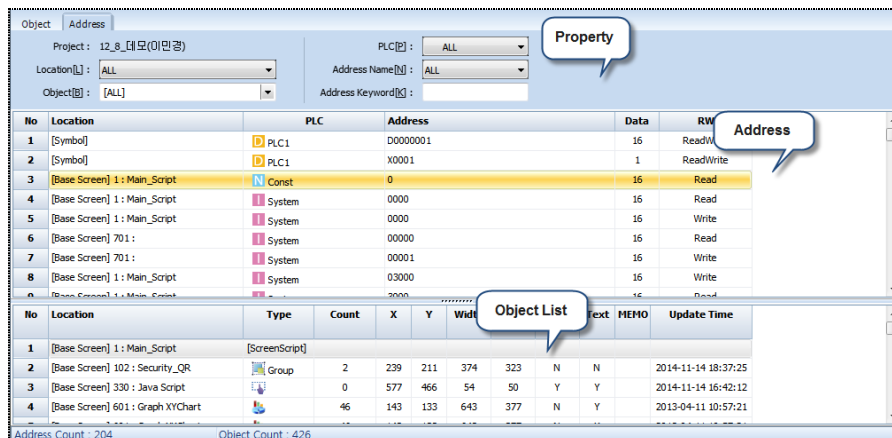 Object Address
Project : 12_8_데모(이민경) PLC[P] : ALL
Property
Location[L] : ALL Address Name[N] : ALL
Object[B] : [ALL] Address Keyword[K] :
No Location PLC Address Data RW
Address
1 [Symbol] PLC1 D0000001 16
2 [Symbol] PLC1 X0001 1 ReadWrite
3 [Base Screen] 1 : Main_Script Const 0 16 Read
4 [Base Screen] 1 : Main_Script System 0000 16 Read
5 [Base Screen] 1 : Main_Script System 0000 16 Write
6 [Base Screen] 701 : System 00000 16 Read
7 [Base Screen] 701 : System 00001 16 Write
8 [Base Screen] 1 : Main_Script System 03000 16 Write
Object List
No Location Type Count X Y Text MEMO Update Time
1 [Base Screen] 1 : Main_Script [ScreenScript]
2 [Base Screen] 102 : Security_QR Group 2 239 211 374 323 N N 2014-11-14 18:37:25
3 [Base Screen] 330 : Java Script 0 577 466 54 50 Y Y 2014-11-14 16:42:12
4 [Base Screen] 601 : Graph XYChart 46 143 133 643 377 N Y 2013-04-11 10:57:21
Address Count : 204 Object Count : 426